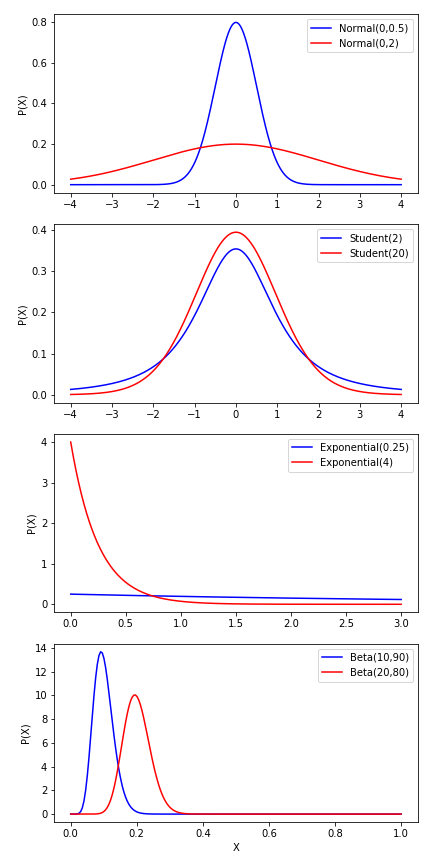 0.8
0.6
0.4
0.2
0.0
P(X)
Normal(0,0.5)
Normal(0,2)
−4 −3 −2 −1 0 1 2 3 4
0.4
0.3
0.2
0.1
0.0
P(X)
Student(2)
Student(20)
−4 −3 −2 −1 0 1 2 3 4
4
3
2
1
0
P(X)
Exponential(0.25)
Exponential(4)
0.0 0.5 1.0 1.5 2.0 2.5 3.0
14
12
10
8
6
4
2
0
P(X)
Beta(10,90)
Beta(20,80)
0.0 0.2 0.4 0.6 0.8 1.0
X